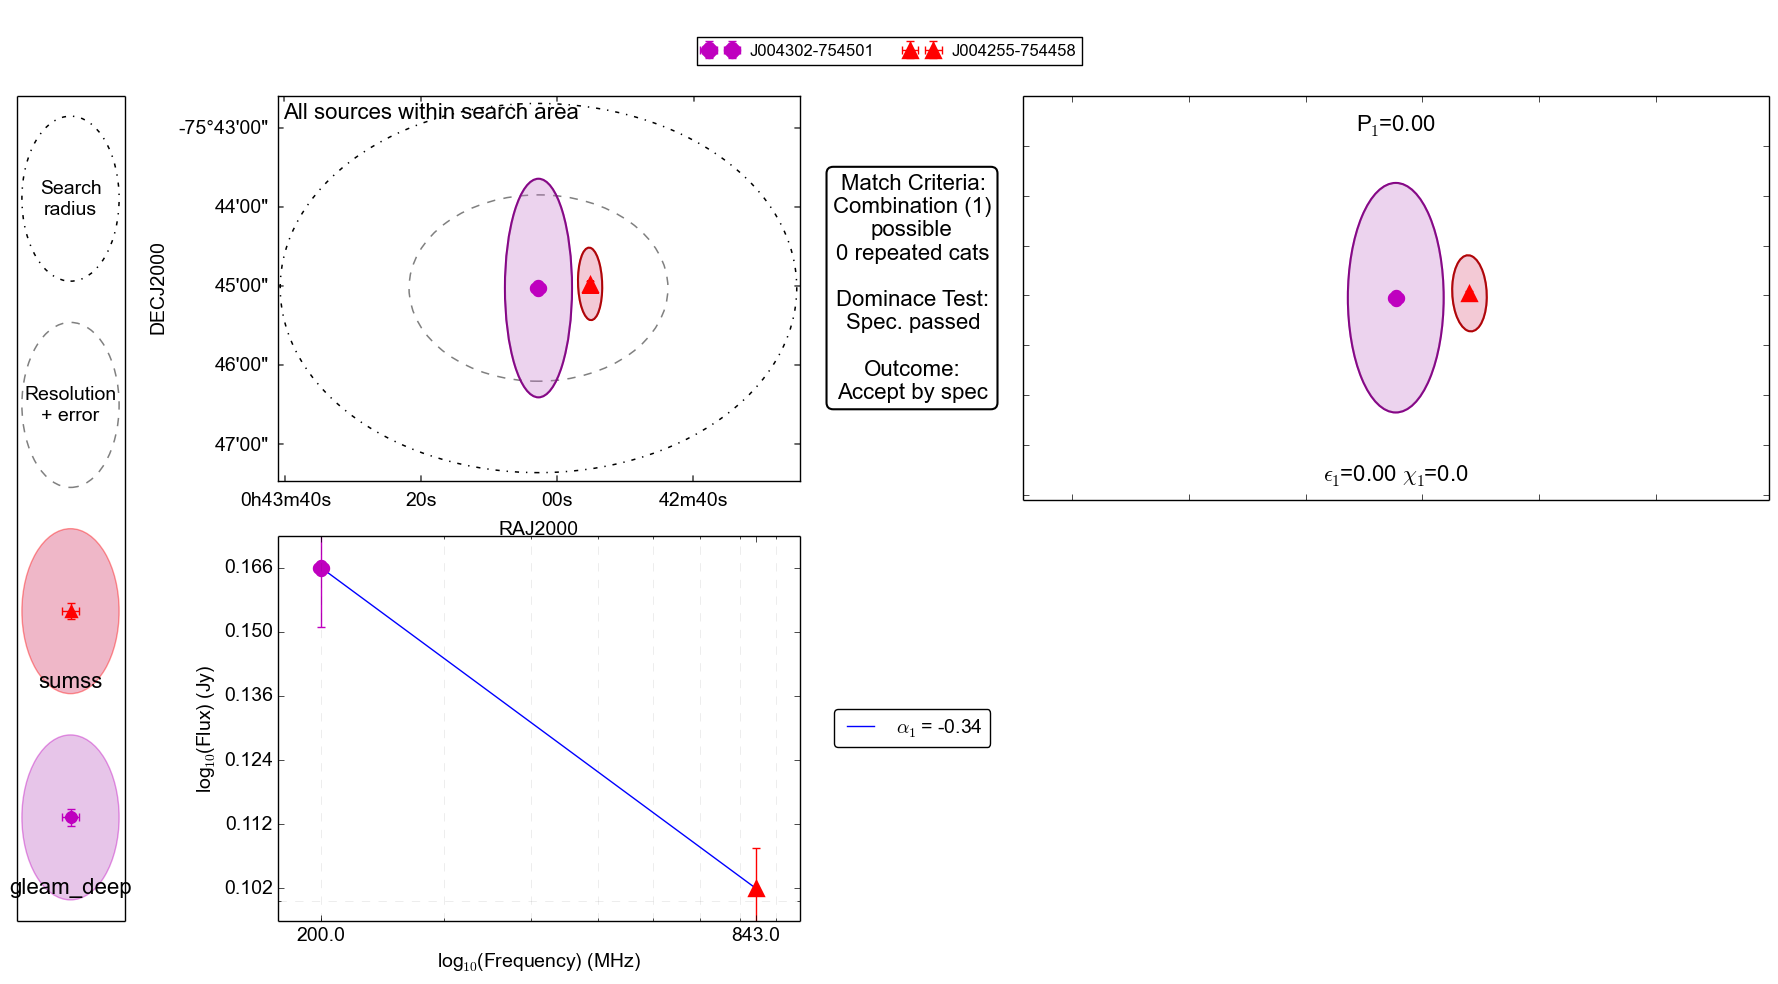 J004302-754501 J004255-754458
Search
radius
Resolution
+ error
sumss
gleam_deep
All sources within search area
DECJ2000
-75°43'00"
44'00"
45'00"
46'00"
47'00"
0h43m40s 20s 00s 42m40s
RAJ2000
Match Criteria:
Combination (1)
possible
0 repeated cats
Dominace Test:
Spec. passed
Outcome:
Accept by spec
P₁=0.00
ϵ₁=0.00 χ₁=0.0
log₁₀(Flux) (Jy)
0.166
0.150
0.136
0.124
0.112
0.102
200.0 843.0
log₁₀(Frequency) (MHz)
α₁ = -0.34